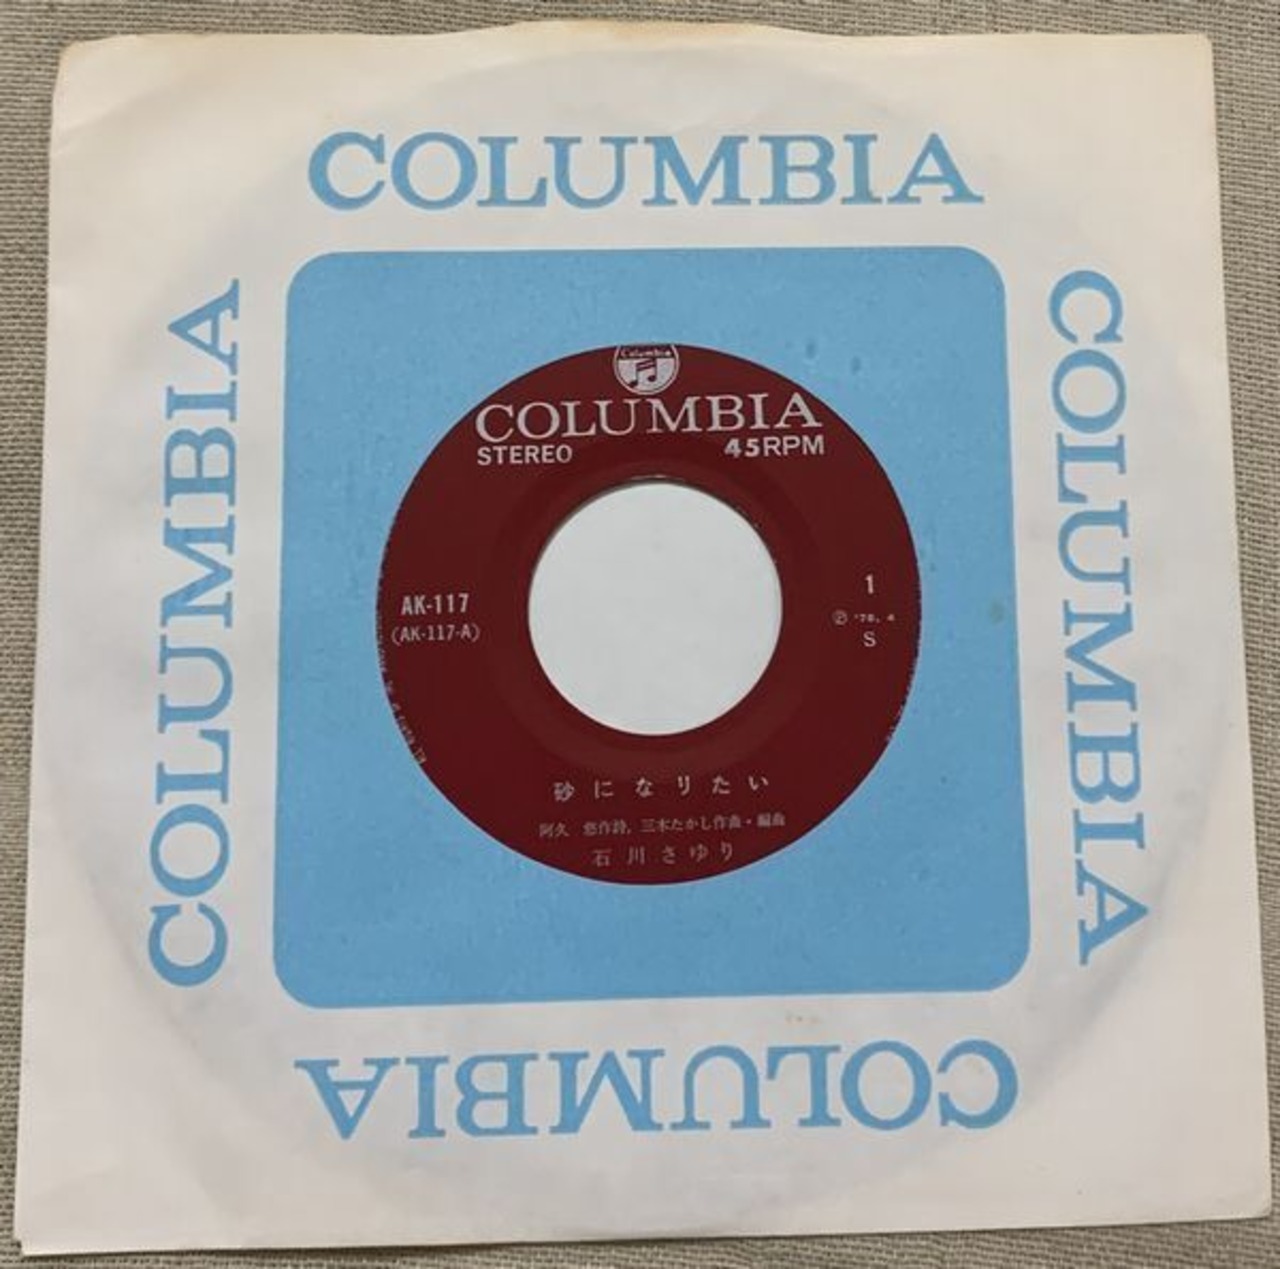 COLUMBIA
COLUMBIA
COLUMBIA
COLUMBIA
Columbia
COLUMBIA
STEREO 45RPM
AK-117
(AK-117-A)
1
Ⓟ '78. 4
S
砂になりたい
阿久 悠作詩, 三木たかし作曲・編曲
石川さゆり